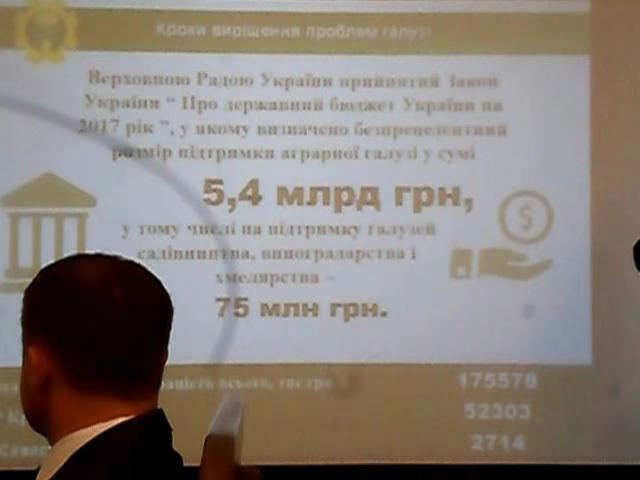 Кроки вирішення проблем галузі
Верховною Радою України прийнятий Закон
України " Про державний бюджет України на
2017 рік ", у якому визначено безпрецедентний
розмір підтримки аграрної галузі у сумі
5,4 млрд грн,
у тому числі на підтримку галузей
садівництва, виноградарства і
хмелярства –
75 млн грн.
всього, 175578
52303
2714